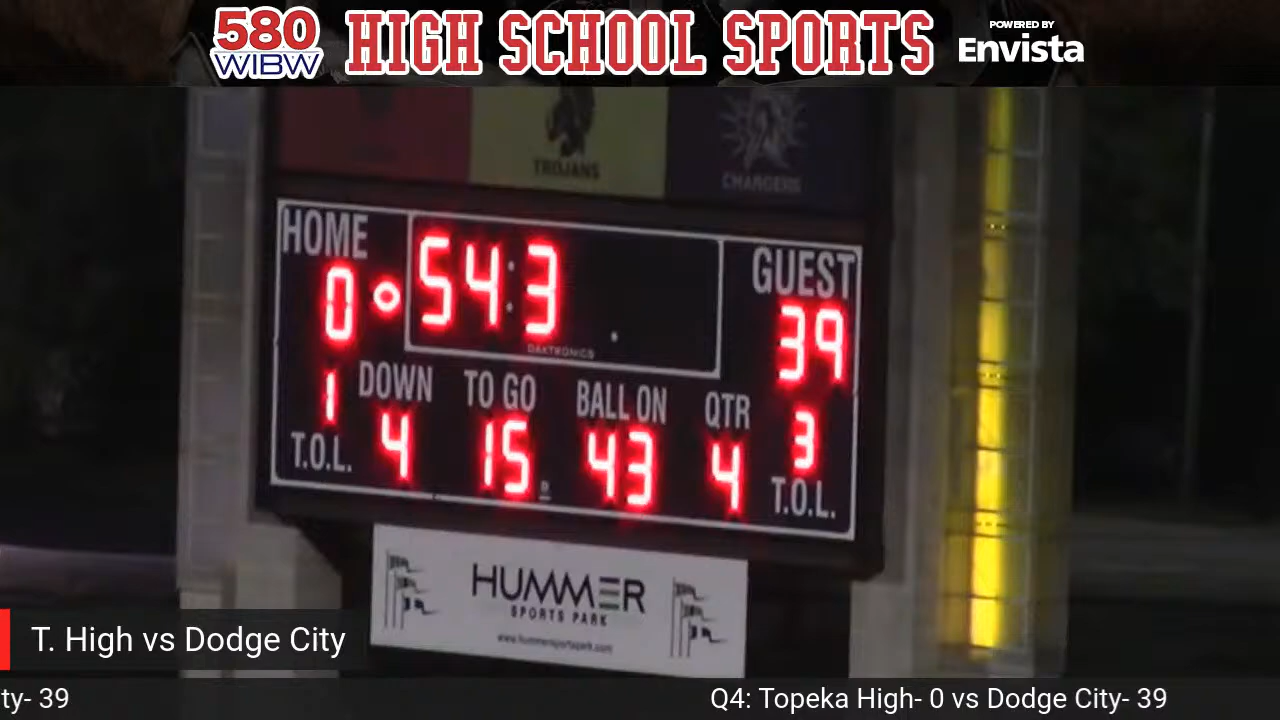 580 WIBW
HIGH SCHOOL SPORTS
POWERED BY
Envista
TROJANS
CHARGERS
HOME
GUEST
0
54:3
39
DAKTRONICS
1
DOWN
TO GO
BALL ON
QTR
3
T.O.L.
4
15
43
4
T.O.L.
HUMMER
SPORTS PARK
www.hummersportspark.com
T. High vs Dodge City
ty- 39
Q4: Topeka High- 0 vs Dodge City- 39